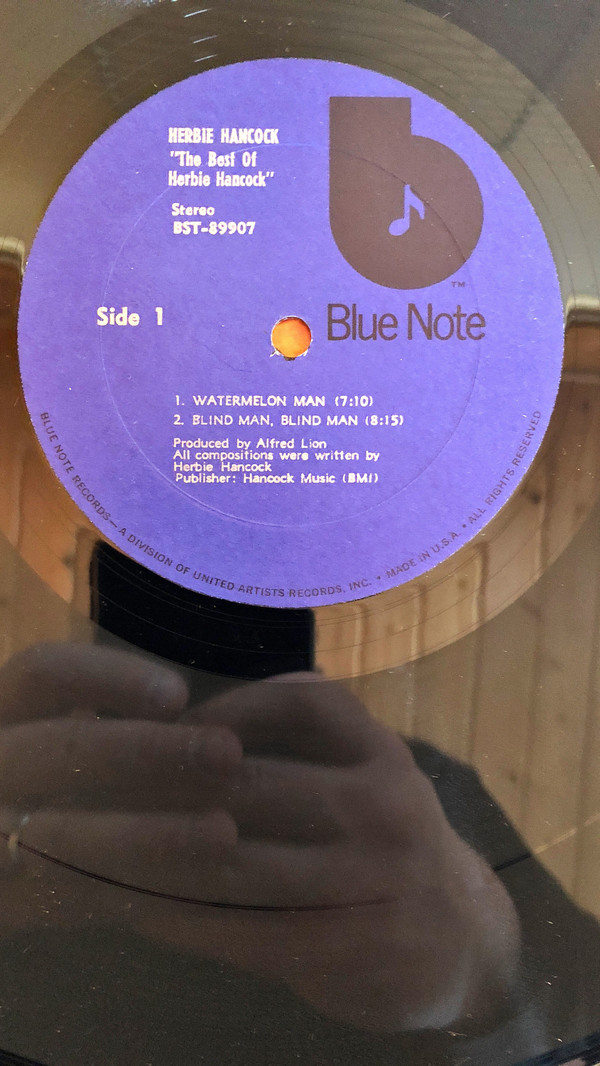 HERBIE HANCOCK
"The Best Of
Herbie Hancock"
Stereo
BST-89907
b
TM
Blue Note
Side 1
1. WATERMELON MAN (7:10)
2. BLIND MAN, BLIND MAN (8:15)
Produced by Alfred Lion
All compositions were written by
Herbie Hancock
Publisher: Hancock Music (BMI)
BLUE NOTE RECORDS—A DIVISION OF UNITED ARTISTS RECORDS, INC. • MADE IN U.S.A. • ALL RIGHTS RESERVED